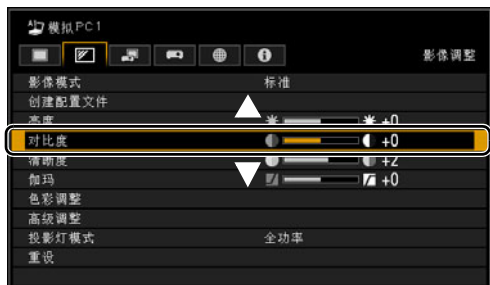 模拟PC1
影像调整
影像模式 标准
创建配置文件
亮度 +0
对比度 +0
清晰度 +2
伽玛 +0
色彩调整
高级调整
投影灯模式 全功率
重设